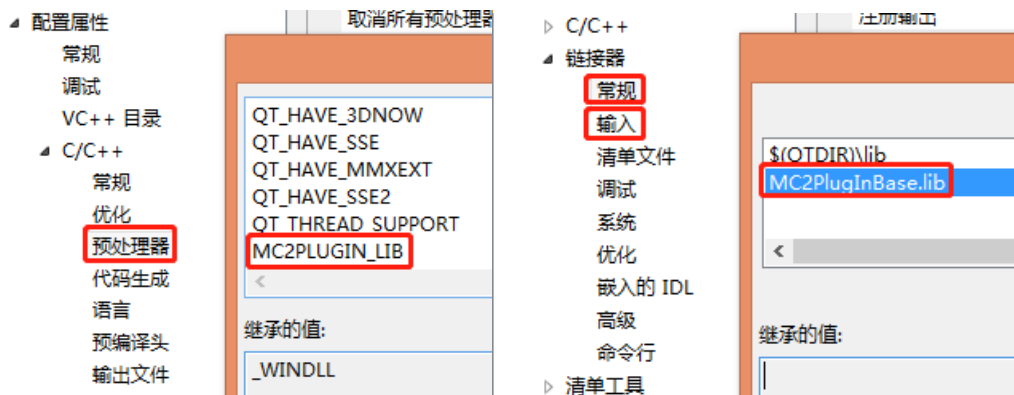 配置属性
常规
调试
VC++ 目录
C/C++
常规
优化
预处理器
代码生成
语言
预编译头
输出文件
取消所有预处理器
QT_HAVE_3DNOW
QT_HAVE_SSE
QT_HAVE_MMXEXT
QT_HAVE_SSE2
QT_THREAD_SUPPORT
MC2PLUGIN_LIB
继承的值:
_WINDLL
C/C++
链接器
常规
输入
清单文件
调试
系统
优化
嵌入的 IDL
高级
命令行
清单工具
注册输出
$(QTDIR)\lib
MC2PlugInBase.lib
继承的值: